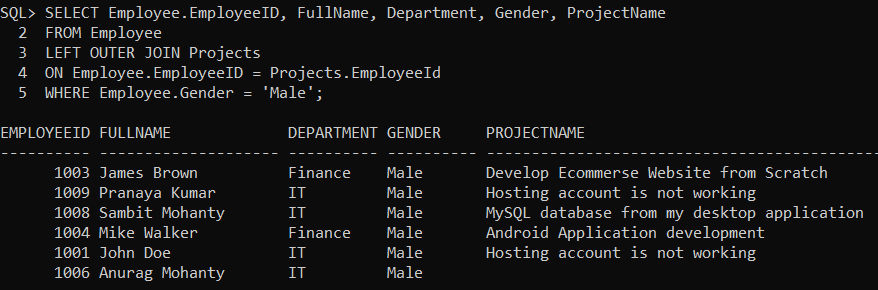 SQL> SELECT Employee.EmployeeID, FullName, Department, Gender, ProjectName
  2  FROM Employee
  3  LEFT OUTER JOIN Projects
  4  ON Employee.EmployeeID = Projects.EmployeeId
  5  WHERE Employee.Gender = 'Male';

EMPLOYEEID FULLNAME             DEPARTMENT GENDER     PROJECTNAME
---------- -------------------- ---------- ---------- --------------------------------------------
      1003 James Brown          Finance    Male       Develop Ecommerse Website from Scratch
      1009 Pranaya Kumar        IT         Male       Hosting account is not working
      1008 Sambit Mohanty       IT         Male       MySQL database from my desktop application
      1004 Mike Walker          Finance    Male       Android Application development
      1001 John Doe             IT         Male       Hosting account is not working
      1006 Anurag Mohanty       IT         Male